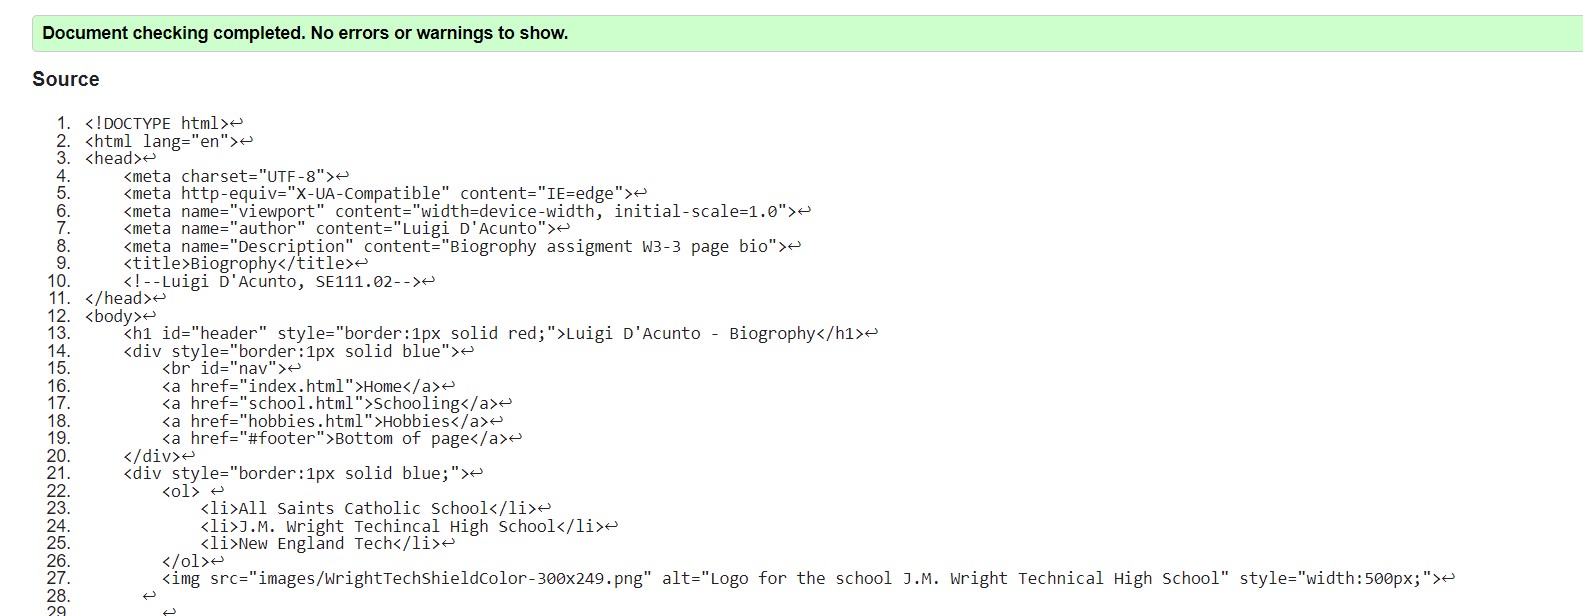 Document checking completed. No errors or warnings to show.
Source
1. <!DOCTYPE html>↩
2. <html lang="en">↩
3. <head>↩
4.     <meta charset="UTF-8">↩
5.     <meta http-equiv="X-UA-Compatible" content="IE=edge">↩
6.     <meta name="viewport" content="width=device-width, initial-scale=1.0">↩
7.     <meta name="author" content="Luigi D'Acunto">↩
8.     <meta name="Description" content="Biogrophy assigment W3-3 page bio">↩
9.     <title>Biogrophy</title>↩
10.     <!--Luigi D'Acunto, SE111.02-->↩
11. </head>↩
12. <body>↩
13.     <h1 id="header" style="border:1px solid red;">Luigi D'Acunto - Biogrophy</h1>↩
14.     <div style="border:1px solid blue">↩
15.         <br id="nav">↩
16.         <a href="index.html">Home</a>↩
17.         <a href="school.html">Schooling</a>↩
18.         <a href="hobbies.html">Hobbies</a>↩
19.         <a href="#footer">Bottom of page</a>↩
20.     </div>↩
21.     <div style="border:1px solid blue;">↩
22.         <ol> ↩
23.             <li>All Saints Catholic School</li>↩
24.             <li>J.M. Wright Techincal High School</li>↩
25.             <li>New England Tech</li>↩
26.         </ol>↩
27.         <img src="images/WrightTechShieldColor-300x249.png" alt="Logo for the school J.M. Wright Technical High School" style="width:500px;">↩
28.       ↩
29.         ↩